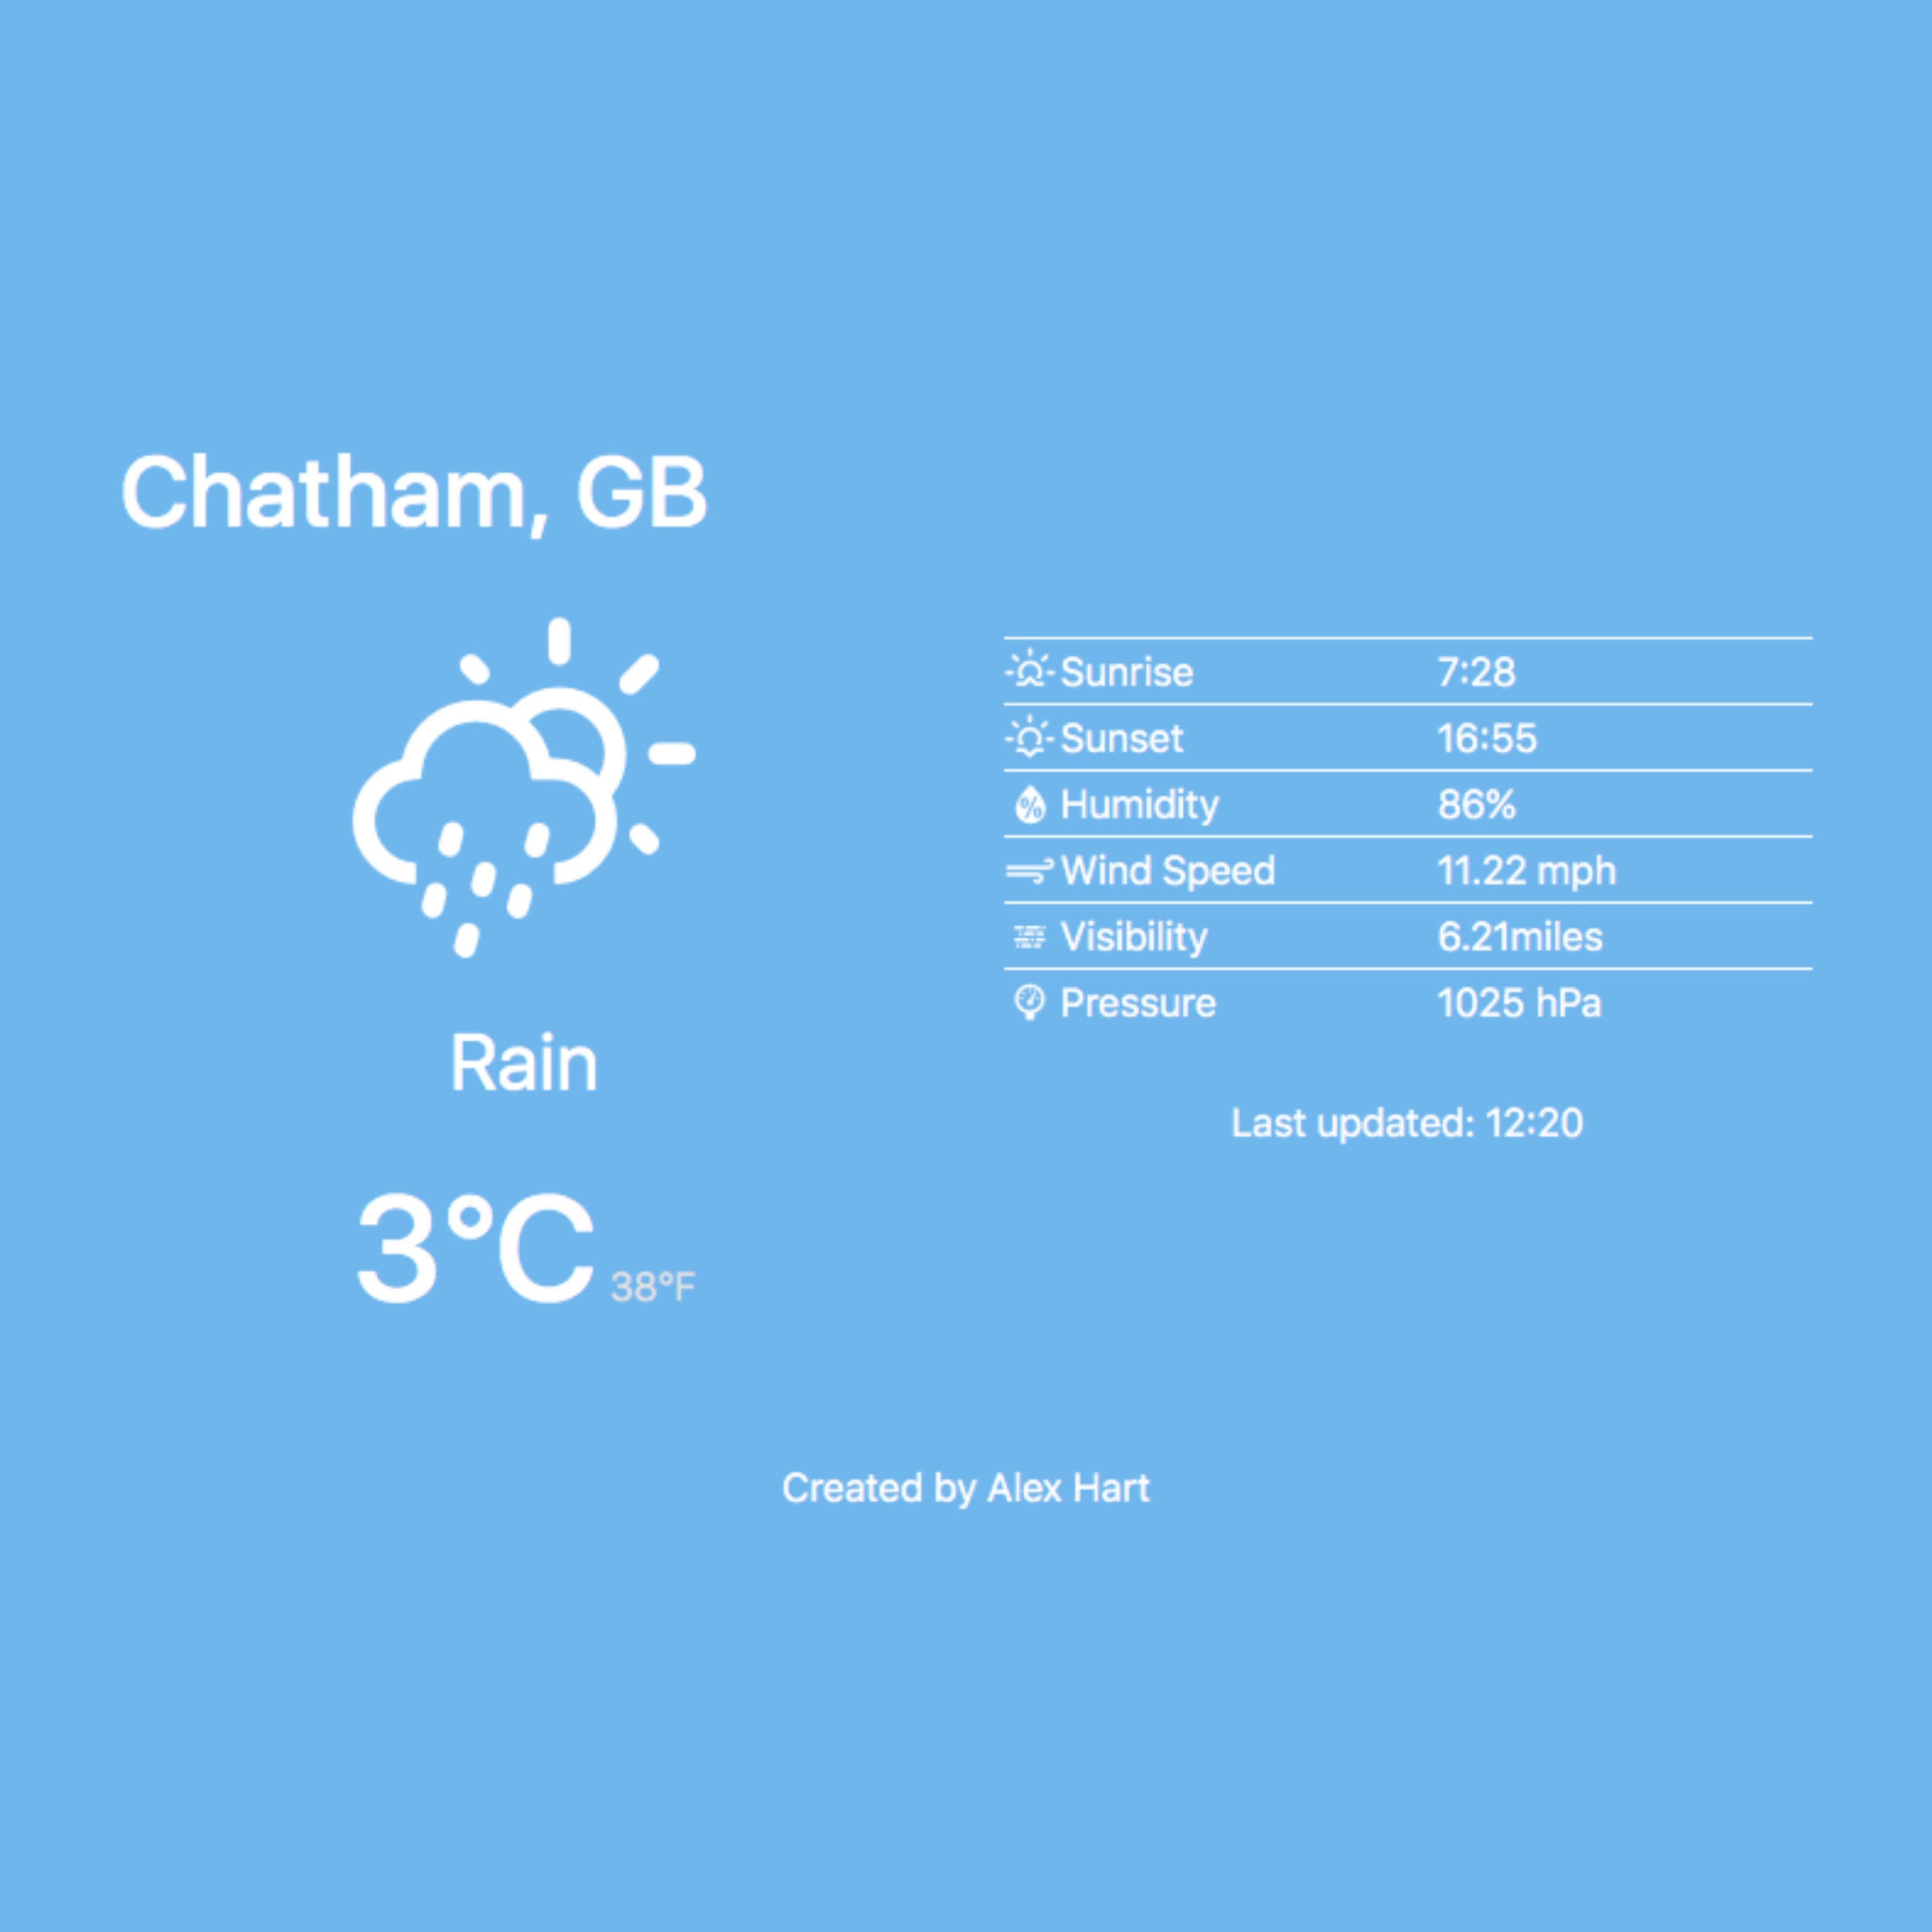 Chatham, GB
Rain
3°C 38°F
Sunrise 7:28
Sunset 16:55
Humidity 86%
Wind Speed 11.22 mph
Visibility 6.21miles
Pressure 1025 hPa
Last updated: 12:20
Created by Alex Hart